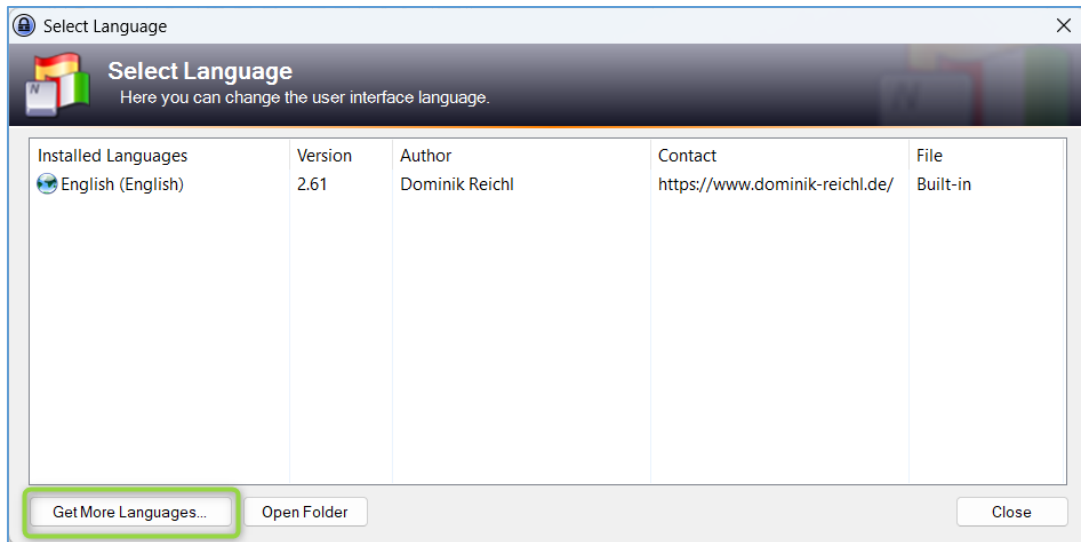 Select Language
Select Language
Here you can change the user interface language.
Installed Languages Version Author Contact File
English (English) 2.61 Dominik Reichl https://www.dominik-reichl.de/ Built-in
Get More Languages... Open Folder Close